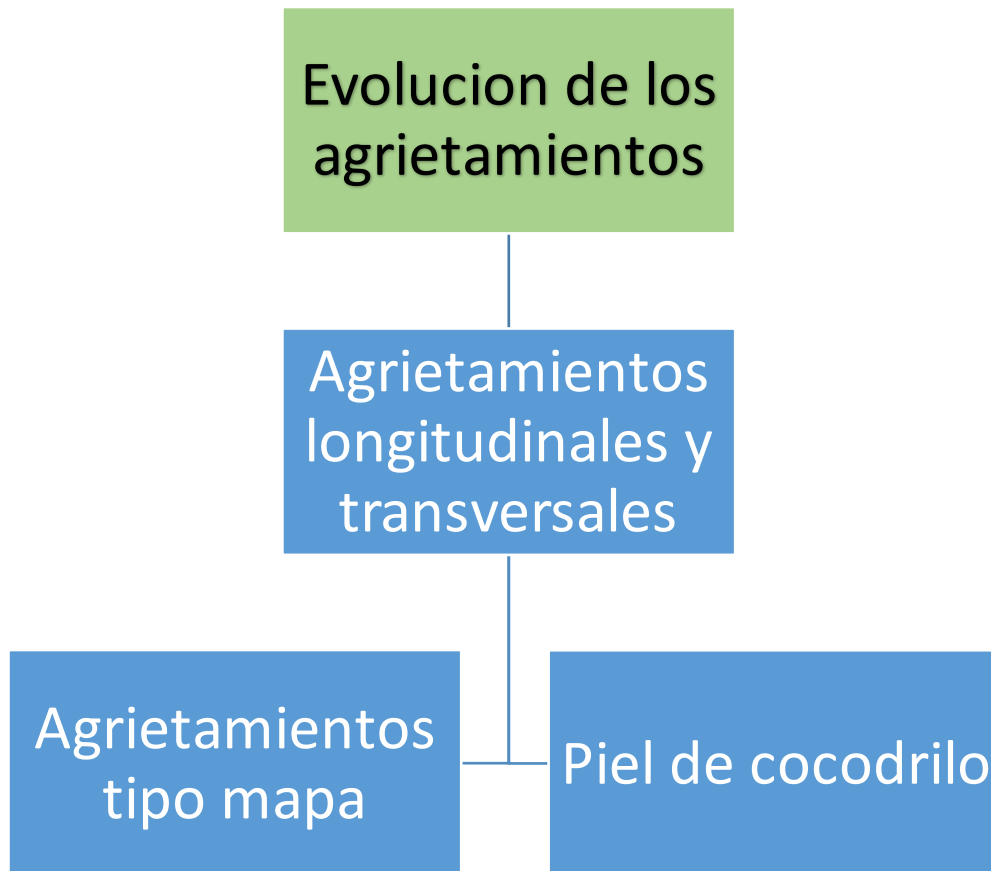 Evolucion de los
agrietamientos
Agrietamientos
longitudinales y
transversales
Agrietamientos
tipo mapa
Piel de cocodrilo